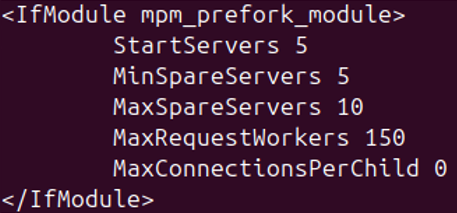 <IfModule mpm_prefork_module>
        StartServers 5
        MinSpareServers 5
        MaxSpareServers 10
        MaxRequestWorkers 150
        MaxConnectionsPerChild 0
</IfModule>